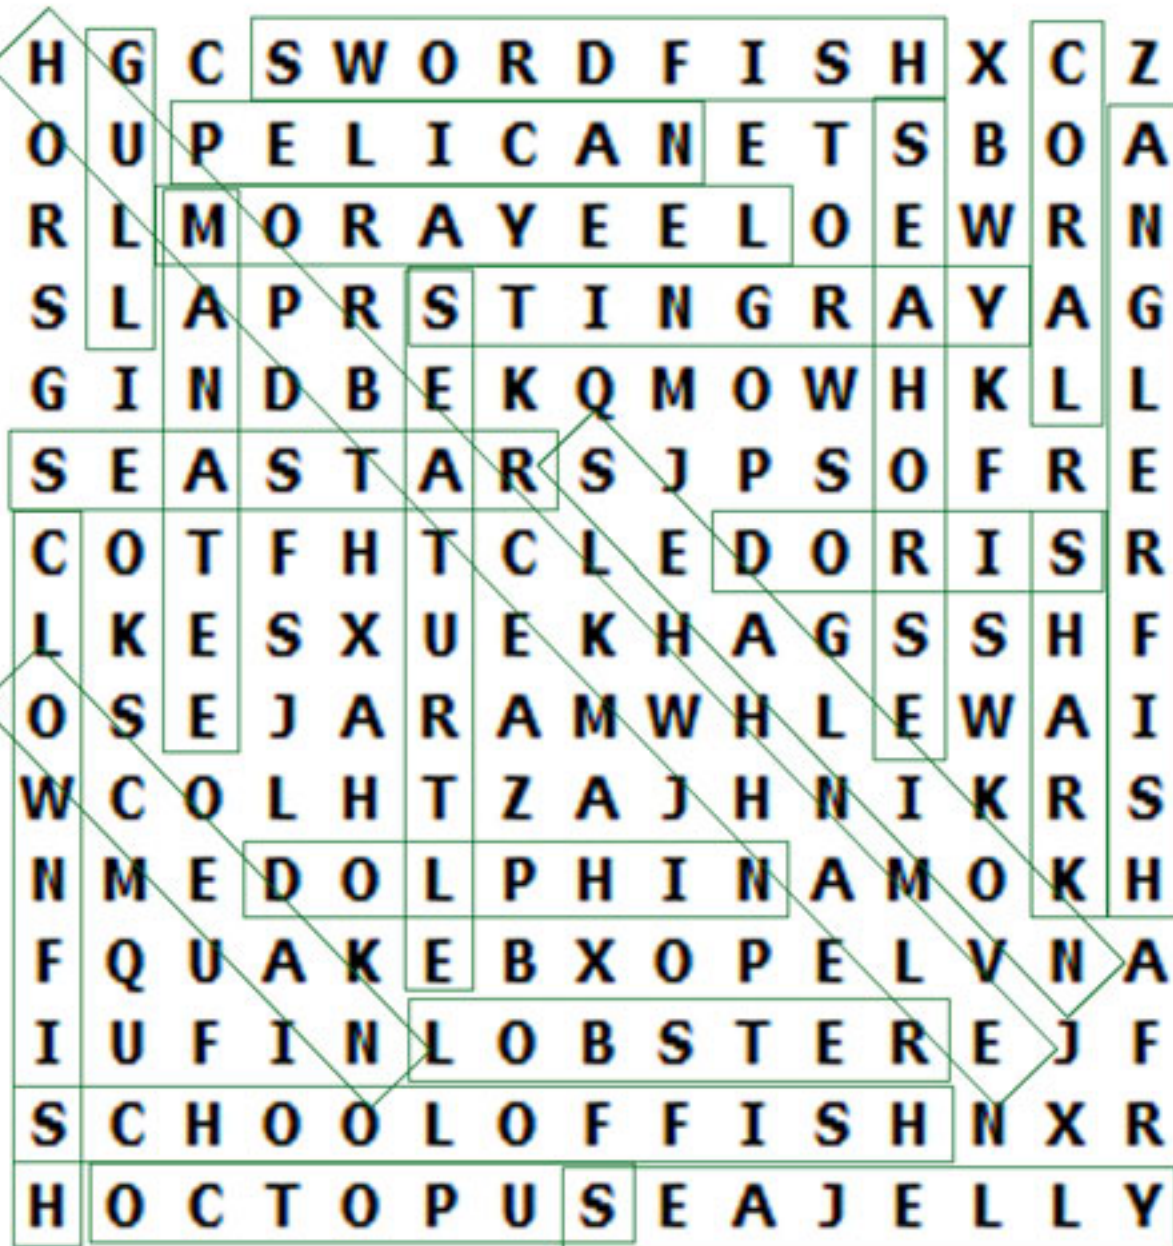 H G C S W O R D F I S H X C Z
O U P E L I C A N E T S B O A
R L M O R A Y E E L O E W R N
S L A P R S T I N G R A Y A G
G I N D B E K Q M O W H K L L
S E A S T A R S J P S O F R E
C O T F H T C L E D O R I S R
L K E S X U E K H A G S S H F
O S E J A R A M W H L E W A I
W C O L H T Z A J H N I K R S
N M E D O L P H I N A M O K H
F Q U A K E B X O P E L V N A
I U F I N L O B S T E R E J F
S C H O O L O F F I S H N X R
H O C T O P U S E A J E L L Y